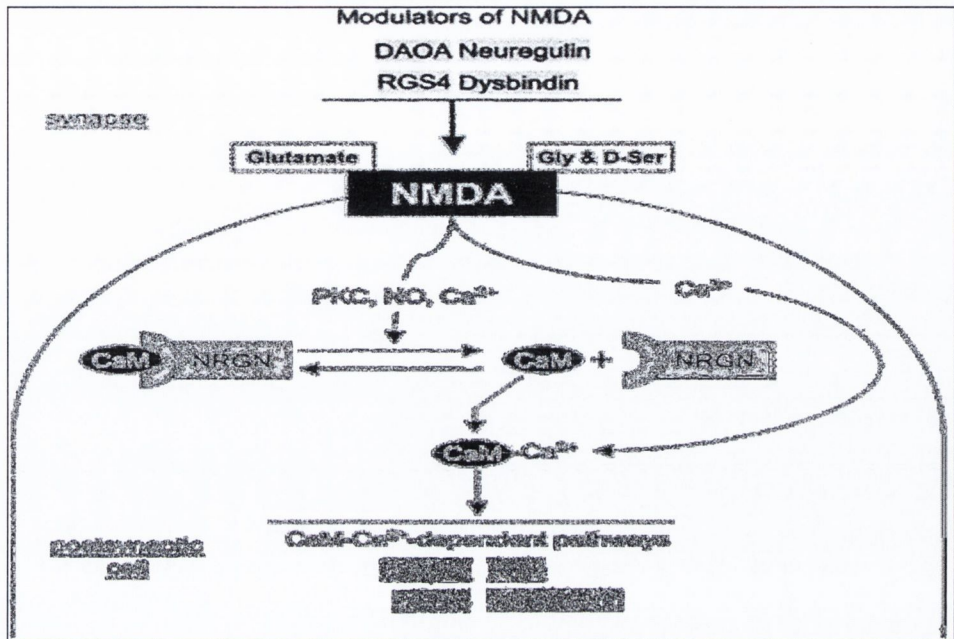 Modulators of NMDA
DAOA Neuregulin
RGS4 Dysbindin
synapse
Glutamate
Gly & D-Ser
NMDA
PKC, NO, Ca²⁺
Ca²⁺
CaM NRGN
CaM + NRGN
CaM-Ca²⁺
CaM-Ca²⁺-dependent pathways
postsynaptic
cell